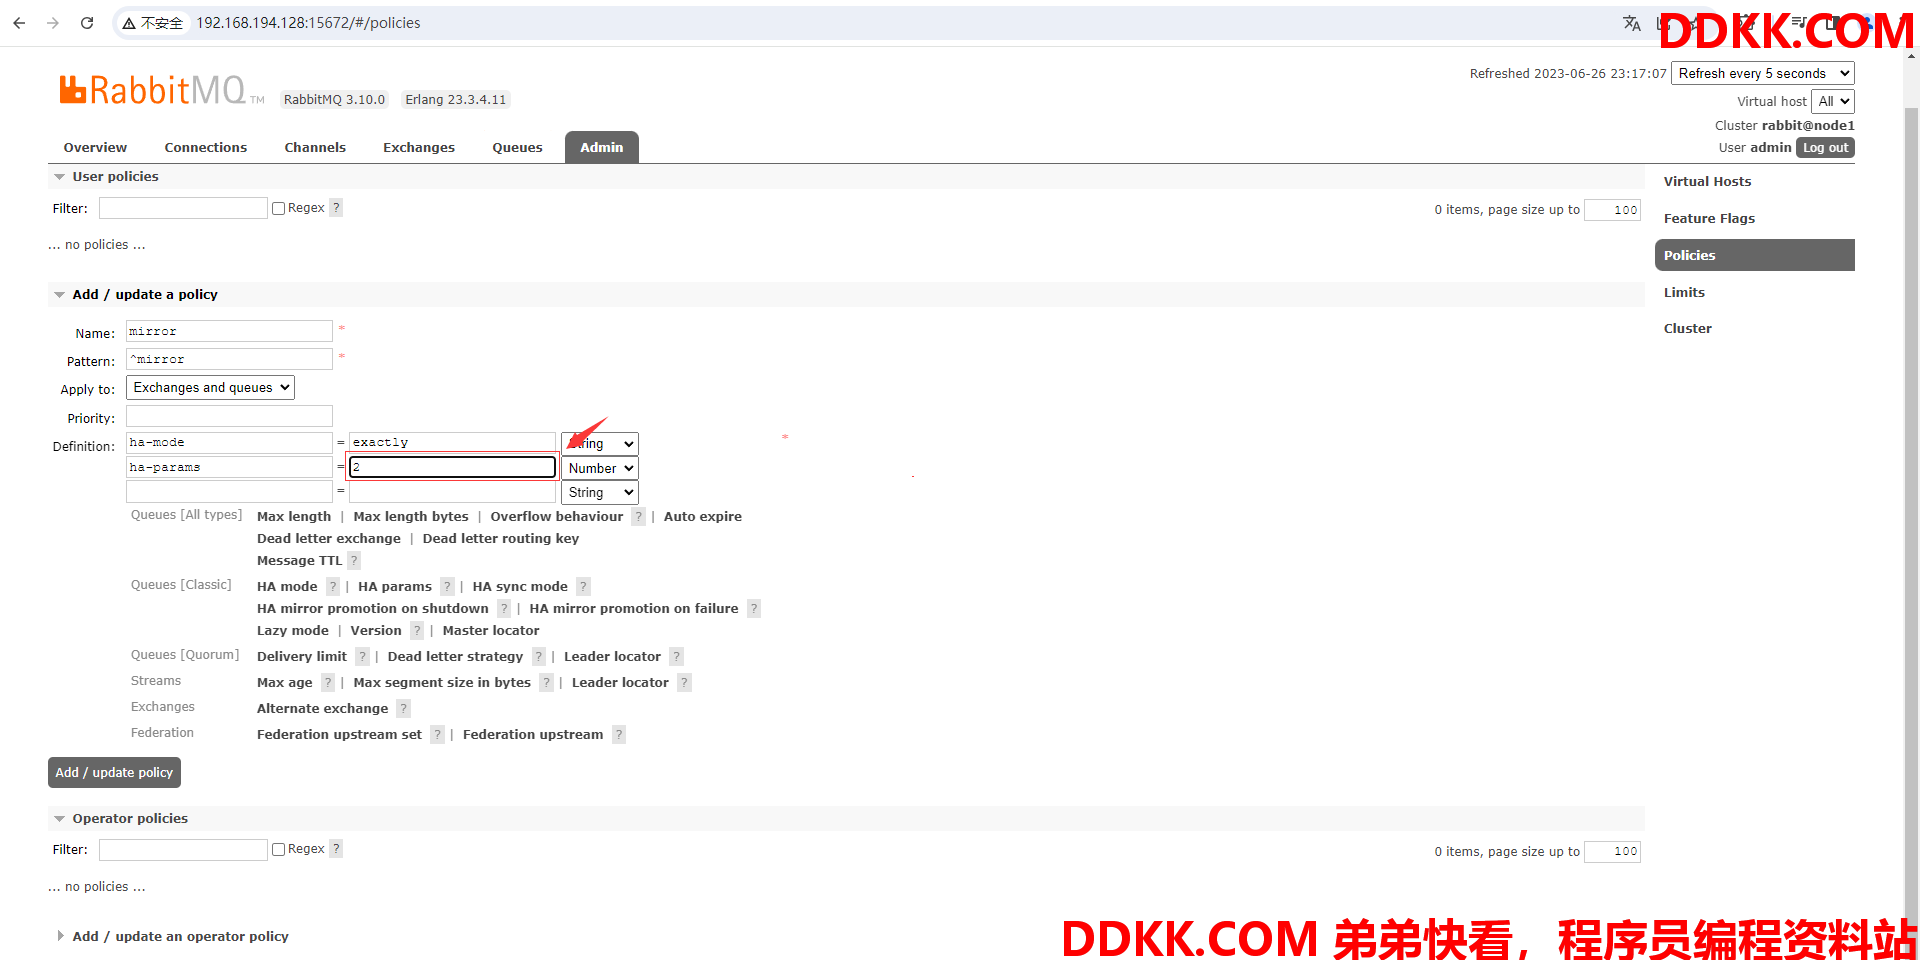 不安全 192.168.194.128:15672/#/policies
DDKK.COM
RabbitMQ TM RabbitMQ 3.10.0 Erlang 23.3.4.11
Refreshed 2023-06-26 23:17:07 Refresh every 5 seconds
Virtual host All
Cluster rabbit@node1
User admin Log out
Overview Connections Channels Exchanges Queues Admin
User policies
Filter: Regex ? 0 items, page size up to 100
... no policies ...
Virtual Hosts
Feature Flags
Policies
Limits
Cluster
Add / update a policy
Name: mirror *
Pattern: ^mirror *
Apply to: Exchanges and queues
Priority:
Definition: ha-mode = exactly String *
ha-params = 2 Number
= String
Queues [All types] Max length | Max length bytes | Overflow behaviour ? | Auto expire
Dead letter exchange | Dead letter routing key
Message TTL ?
Queues [Classic] HA mode ? | HA params ? | HA sync mode ?
HA mirror promotion on shutdown ? | HA mirror promotion on failure ?
Lazy mode | Version ? | Master locator
Queues [Quorum] Delivery limit ? | Dead letter strategy ? | Leader locator ?
Streams Max age ? | Max segment size in bytes ? | Leader locator ?
Exchanges Alternate exchange ?
Federation Federation upstream set ? | Federation upstream ?
Add / update policy
Operator policies
Filter: Regex ? 0 items, page size up to 100
... no policies ...
Add / update an operator policy
DDKK.COM 弟弟快看，程序员编程资料站